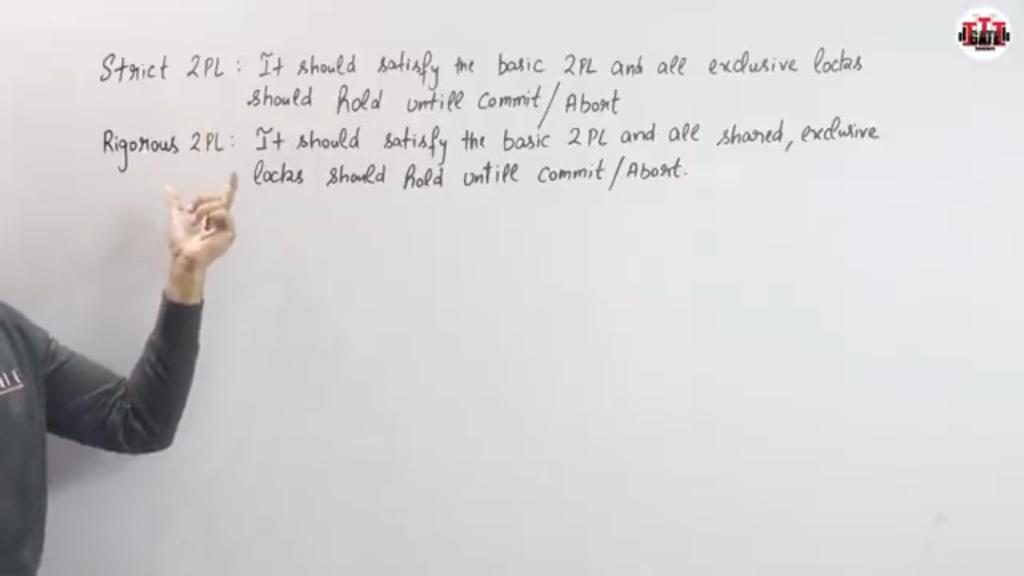 Strict 2PL : It should satisfy the basic 2PL and all exclusive locks
should hold untill Commit/Abort
Rigorous 2PL : It should satisfy the basic 2PL and all shared, exclusive
locks should hold untill Commit/Abort.
GATE